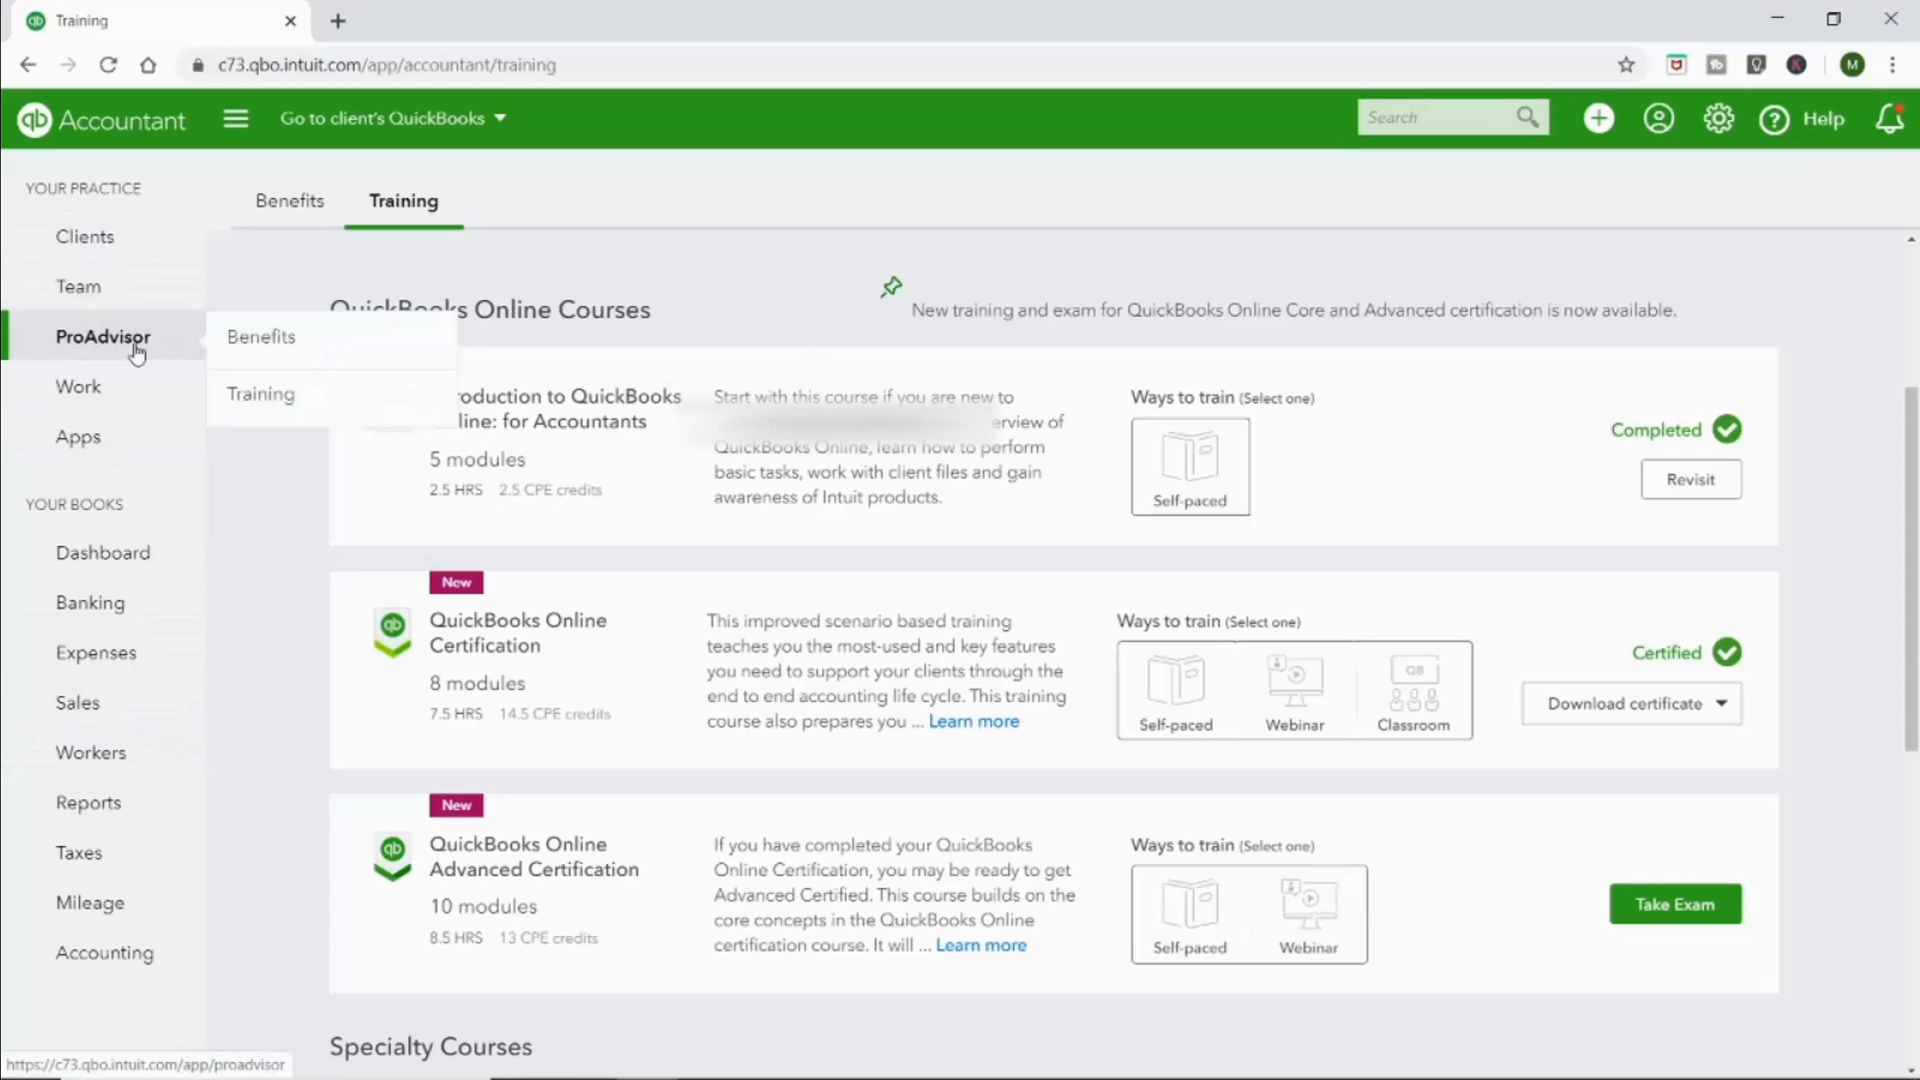 Training
c73.qbo.intuit.com/app/accountant/training
qb Accountant
Go to client's QuickBooks
Search
Help
YOUR PRACTICE
Clients
Team
ProAdvisor
Work
Apps
YOUR BOOKS
Dashboard
Banking
Expenses
Sales
Workers
Reports
Taxes
Mileage
Accounting
Benefits
Training
Benefits
Training
QuickBooks Online Courses
New training and exam for QuickBooks Online Core and Advanced certification is now available.
roduction to QuickBooks
line: for Accountants
5 modules
2.5 HRS 2.5 CPE credits
Start with this course if you are new to
erview of
QuickBooks Online, learn how to perform
basic tasks, work with client files and gain
awareness of Intuit products.
Ways to train (Select one)
Self-paced
Completed
Revisit
New
qb
QuickBooks Online
Certification
8 modules
7.5 HRS 14.5 CPE credits
This improved scenario based training
teaches you the most-used and key features
you need to support your clients through the
end to end accounting life cycle. This training
course also prepares you ... Learn more
Ways to train (Select one)
QB
Self-paced Webinar Classroom
Certified
Download certificate
New
qb
QuickBooks Online
Advanced Certification
10 modules
8.5 HRS 13 CPE credits
If you have completed your QuickBooks
Online Certification, you may be ready to get
Advanced Certified. This course builds on the
core concepts in the QuickBooks Online
certification course. It will ... Learn more
Ways to train (Select one)
Self-paced Webinar
Take Exam
Specialty Courses
https://c73.qbo.intuit.com/app/proadvisor